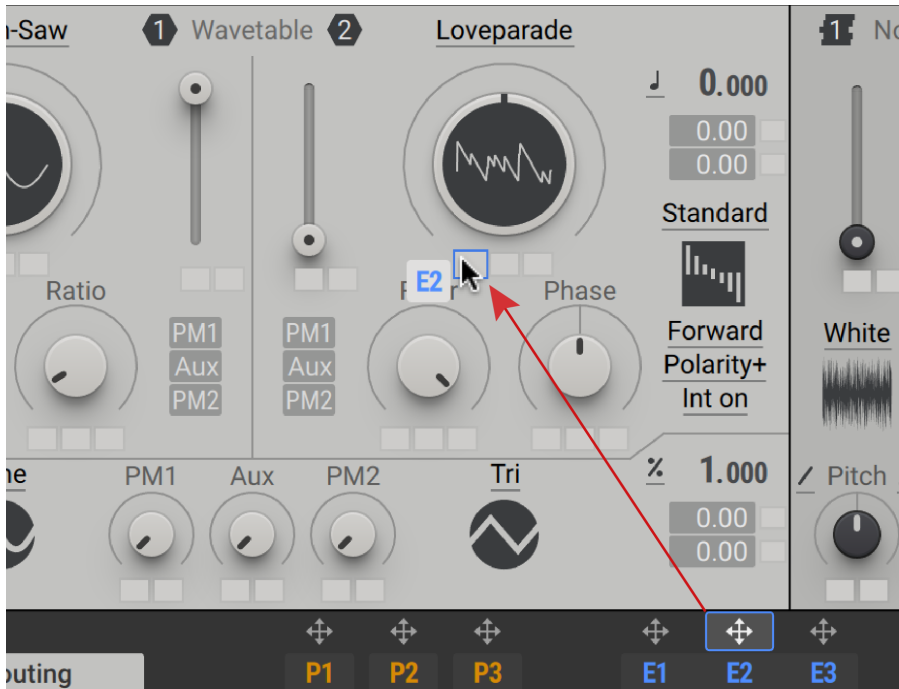 1 Wavetable 2
Loveparade
1
0.000
0.00
0.00
Standard
E2
Ratio
Phase
PM1
Aux
PM2
PM1
Aux
PM2
Forward
Polarity+
Int on
White
PM1
Aux
PM2
Tri
1.000
0.00
0.00
Pitch
P1
P2
P3
E1
E2
E3